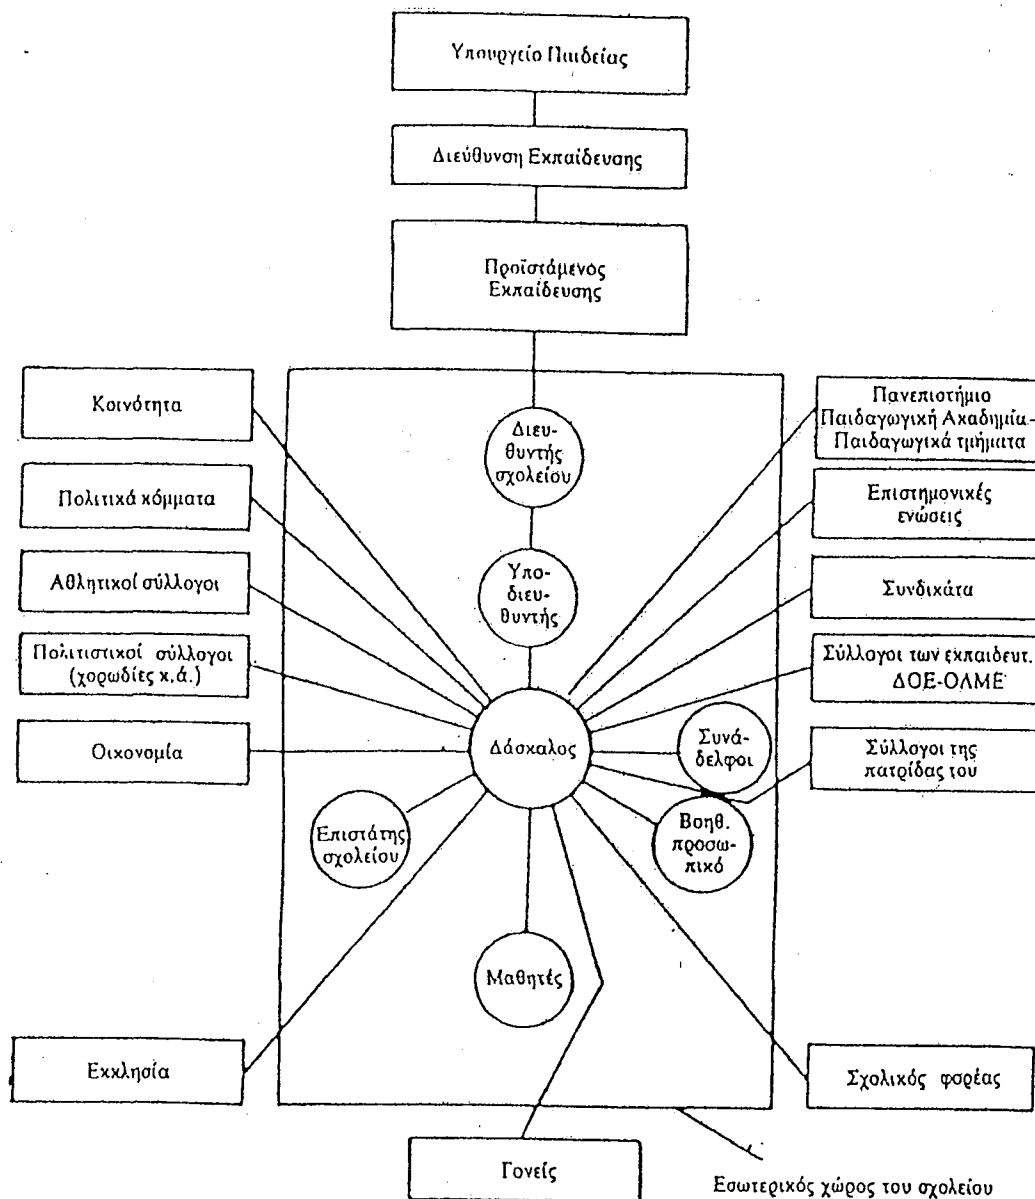 Υπουργείο Παιδείας
Διεύθυνση Εκπαίδευσης
Προϊστάμενος
Εκπαίδευσης
Κοινότητα
Πολιτικά κόμματα
Αθλητικοί σύλλογοι
Πολιτιστικοί σύλλογοι
(χορωδίες κ.ά.)
Οικονομία
Εκκλησία
Διευ-
θυντής
σχολείου
Υπο-
διευ-
θυντής
Δάσκαλος
Συνά-
δελφοι
Επιστάτης
σχολείου
Βοηθ.
προσω-
πικό
Μαθητές
Πανεπιστήμιο
Παιδαγωγική Ακαδημία-
Παιδαγωγικά τμήματα
Επιστημονικές
ενώσεις
Συνδικάτα
Σύλλογοι των εκπαιδευτ.
ΔΟΕ-ΟΛΜΕ
Σύλλογοι της
πατρίδας του
Σχολικός φορέας
Γονείς
Εσωτερικός χώρος του σχολείου